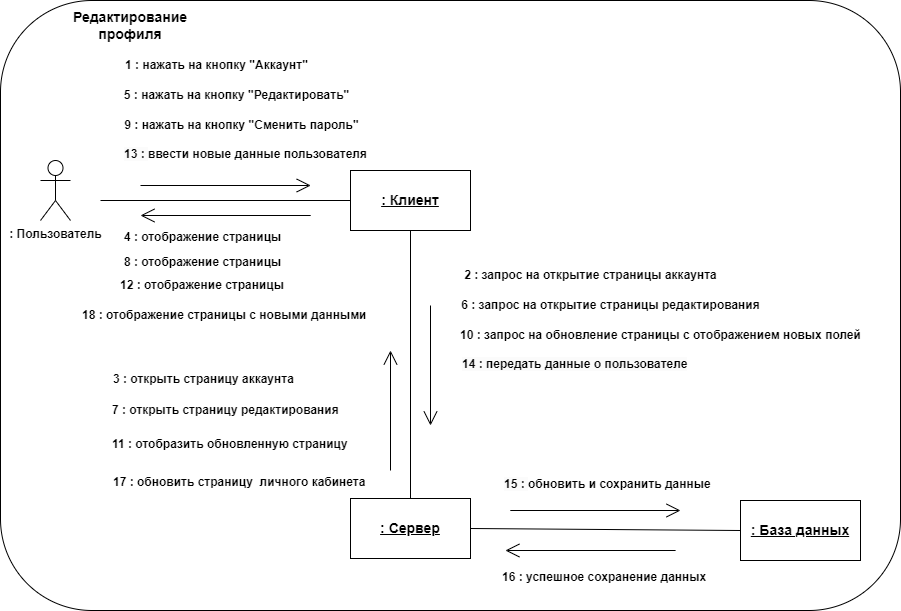 Редактирование
профиля
1 : нажать на кнопку "Аккаунт"
5 : нажать на кнопку "Редактировать"
9 : нажать на кнопку "Сменить пароль"
13 : ввести новые данные пользователя
: Клиент
: Пользователь
4 : отображение страницы
8 : отображение страницы
12 : отображение страницы
18 : отображение страницы с новыми данными
2 : запрос на открытие страницы аккаунта
6 : запрос на открытие страницы редактирования
10 : запрос на обновление страницы с отображением новых полей
14 : передать данные о пользователе
3 : открыть страницу аккаунта
7 : открыть страницу редактирования
11 : отобразить обновленную страницу
17 : обновить страницу личного кабинета
15 : обновить и сохранить данные
: Сервер
: База данных
16 : успешное сохранение данных